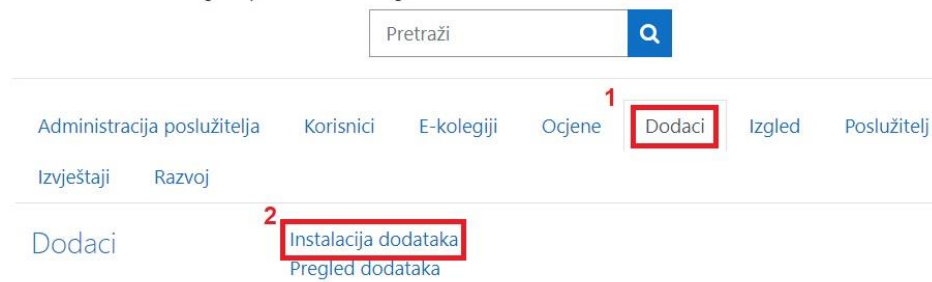 Pretraži
1
Administracija poslužitelja Korisnici E-kolegiji Ocjene Dodaci Izgled Poslužitelj
Izvještaji Razvoj
2
Dodaci Instalacija dodataka
Pregled dodataka